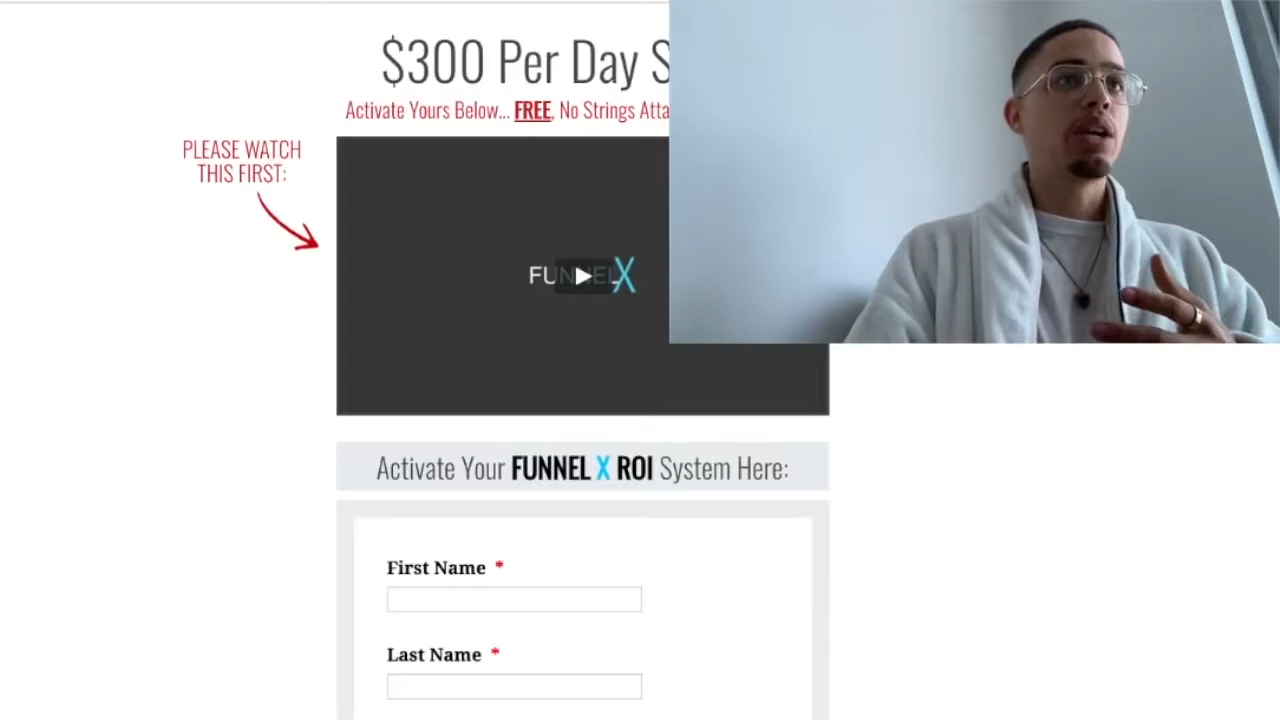 $300 Per Day
Activate Yours Below... FREE, No Strings
PLEASE WATCH
THIS FIRST:
FUNNELX
Activate Your FUNNEL X ROI System Here:
First Name *
Last Name *